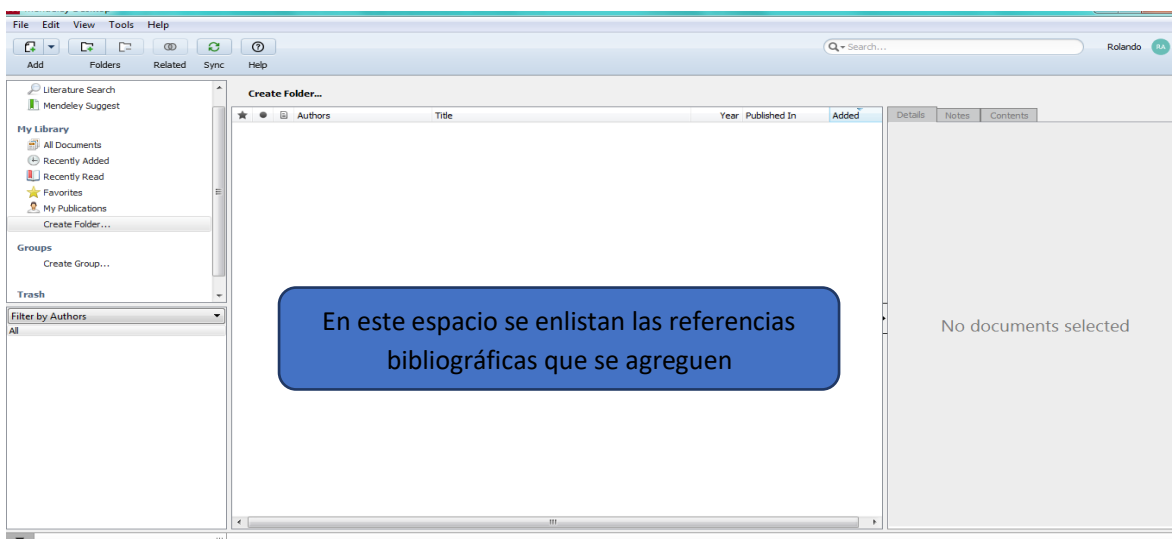 File Edit View Tools Help
Add Folders Related Sync Help
Search...
Rolando RA
Literature Search
Mendeley Suggest
My Library
All Documents
Recently Added
Recently Read
Favorites
My Publications
Create Folder...
Groups
Create Group...
Trash
Filter by Authors
All
Create Folder...
Authors Title Year Published In Added
En este espacio se enlistan las referencias
bibliográficas que se agreguen
Details Notes Contents
No documents selected